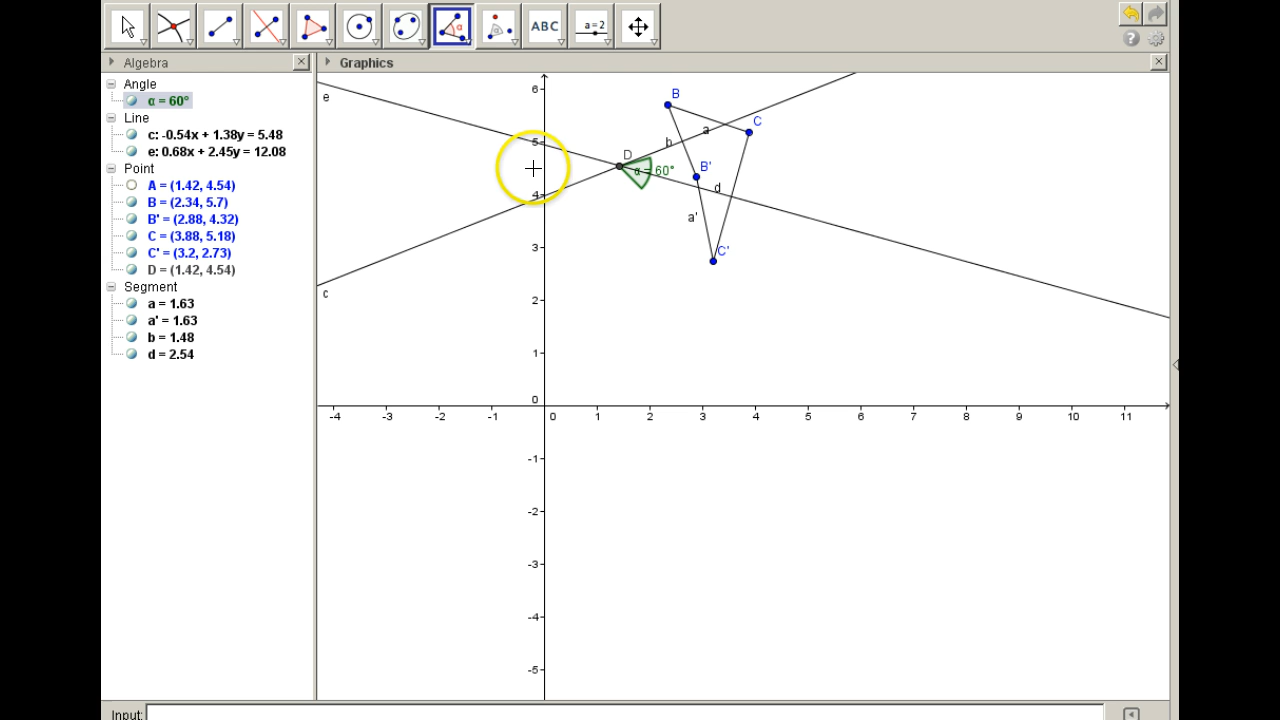 ABC
a=2
Algebra
Graphics
Angle
α = 60°
Line
c: -0.54x + 1.38y = 5.48
e: 0.68x + 2.45y = 12.08
Point
A = (1.42, 4.54)
B = (2.34, 5.7)
B' = (2.88, 4.32)
C = (3.88, 5.18)
C' = (3.2, 2.73)
D = (1.42, 4.54)
Segment
a = 1.63
a' = 1.63
b = 1.48
d = 2.54
e
6
B
C
a
5
b
D
B'
α = 60°
d
4
a'
3
C'
c
2
1
0
-4 -3 -2 -1 0 1 2 3 4 5 6 7 8 9 10 11
-1
-2
-3
-4
-5
Input: